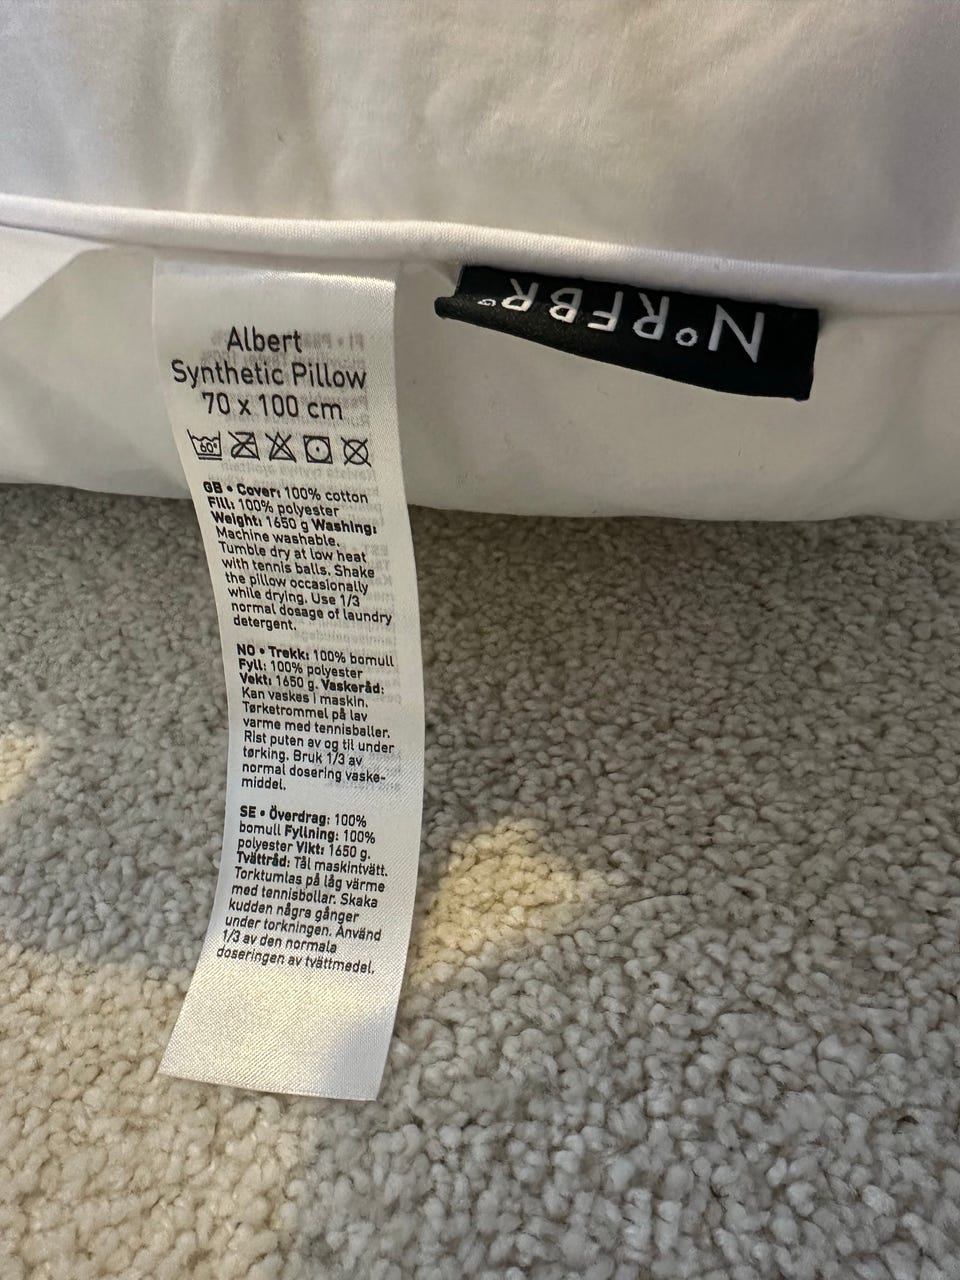 N°RFBR
Albert
Synthetic Pillow
70 x 100 cm
60°
GB • Cover: 100% cotton
Fill: 100% polyester
Weight: 1650 g Washing:
Machine washable.
Tumble dry at low heat
with tennis balls. Shake
the pillow occasionally
while drying. Use 1/3
normal dosage of laundry
detergent.
NO • Trekk: 100% bomull
Fyll: 100% polyester
Vekt: 1650 g. Vaskeråd:
Kan vaskes i maskin.
Tørketrommel på lav
varme med tennisballer.
Rist puten av og til under
tørking. Bruk 1/3 av
normal dosering vaske-
middel.
SE • Överdrag: 100%
bomull Fyllning: 100%
polyester Vikt: 1650 g.
Tvättråd: Tål maskintvätt.
Torktumlas på låg värme
med tennisbollar. Skaka
kudden några gånger
under torkningen. Använd
1/3 av den normala
doseringen av tvättmedel.